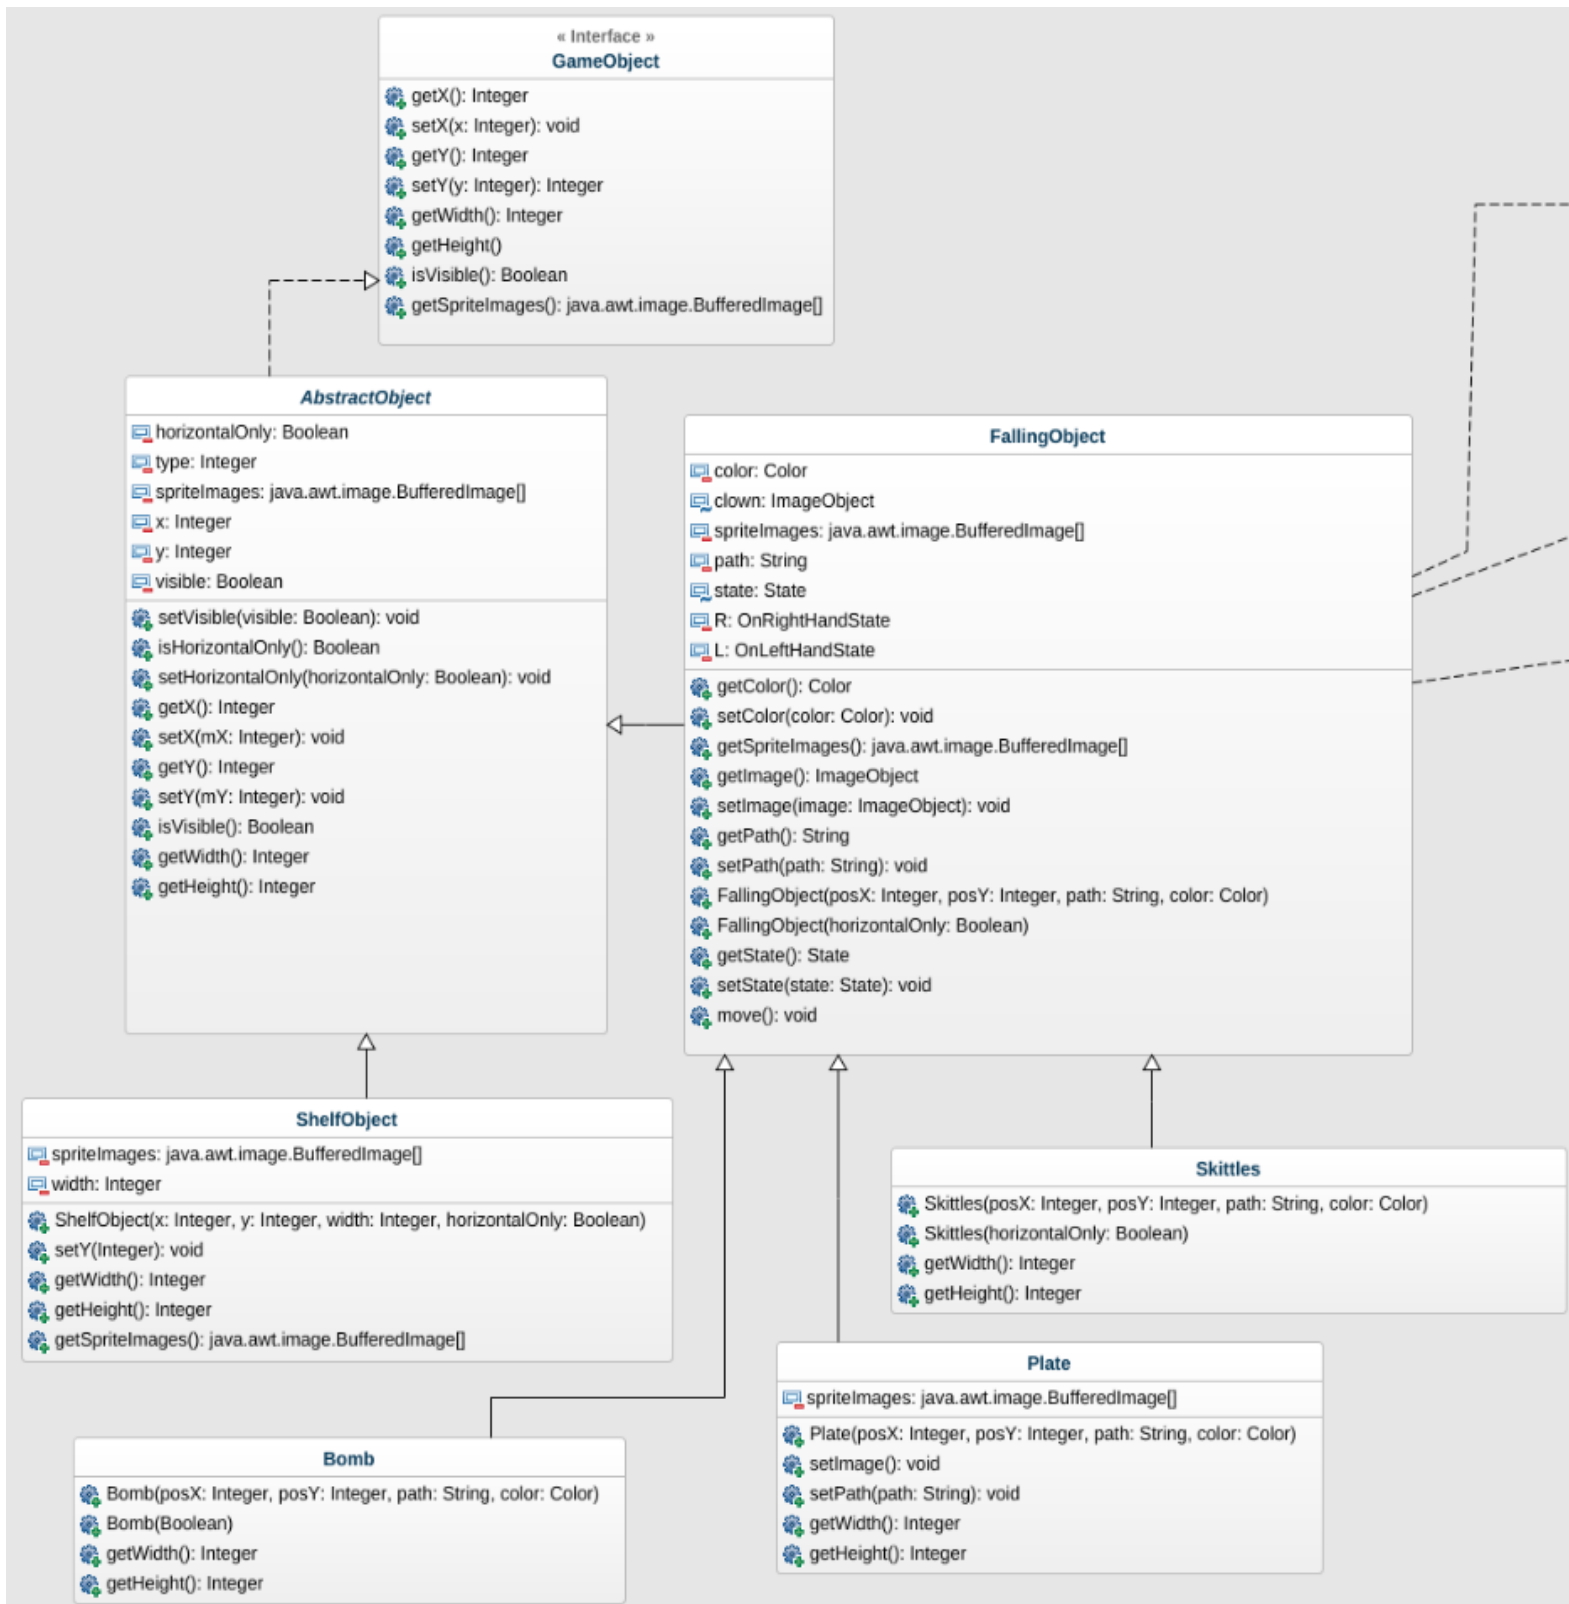 « Interface »
GameObject
getX(): Integer
setX(x: Integer): void
getY(): Integer
setY(y: Integer): Integer
getWidth(): Integer
getHeight()
isVisible(): Boolean
getSpriteImages(): java.awt.image.BufferedImage[]
AbstractObject
horizontalOnly: Boolean
type: Integer
spriteImages: java.awt.image.BufferedImage[]
x: Integer
y: Integer
visible: Boolean
setVisible(visible: Boolean): void
isHorizontalOnly(): Boolean
setHorizontalOnly(horizontalOnly: Boolean): void
getX(): Integer
setX(mX: Integer): void
getY(): Integer
setY(mY: Integer): void
isVisible(): Boolean
getWidth(): Integer
getHeight(): Integer
FallingObject
color: Color
clown: ImageObject
spriteImages: java.awt.image.BufferedImage[]
path: String
state: State
R: OnRightHandState
L: OnLeftHandState
getColor(): Color
setColor(color: Color): void
getSpriteImages(): java.awt.image.BufferedImage[]
getImage(): ImageObject
setImage(image: ImageObject): void
getPath(): String
setPath(path: String): void
FallingObject(posX: Integer, posY: Integer, path: String, color: Color)
FallingObject(horizontalOnly: Boolean)
getState(): State
setState(state: State): void
move(): void
ShelfObject
spriteImages: java.awt.image.BufferedImage[]
width: Integer
ShelfObject(x: Integer, y: Integer, width: Integer, horizontalOnly: Boolean)
setY(Integer): void
getWidth(): Integer
getHeight(): Integer
getSpriteImages(): java.awt.image.BufferedImage[]
Skittles
Skittles(posX: Integer, posY: Integer, path: String, color: Color)
Skittles(horizontalOnly: Boolean)
getWidth(): Integer
getHeight(): Integer
Plate
spriteImages: java.awt.image.BufferedImage[]
Plate(posX: Integer, posY: Integer, path: String, color: Color)
setImage(): void
setPath(path: String): void
getWidth(): Integer
getHeight(): Integer
Bomb
Bomb(posX: Integer, posY: Integer, path: String, color: Color)
Bomb(Boolean)
getWidth(): Integer
getHeight(): Integer